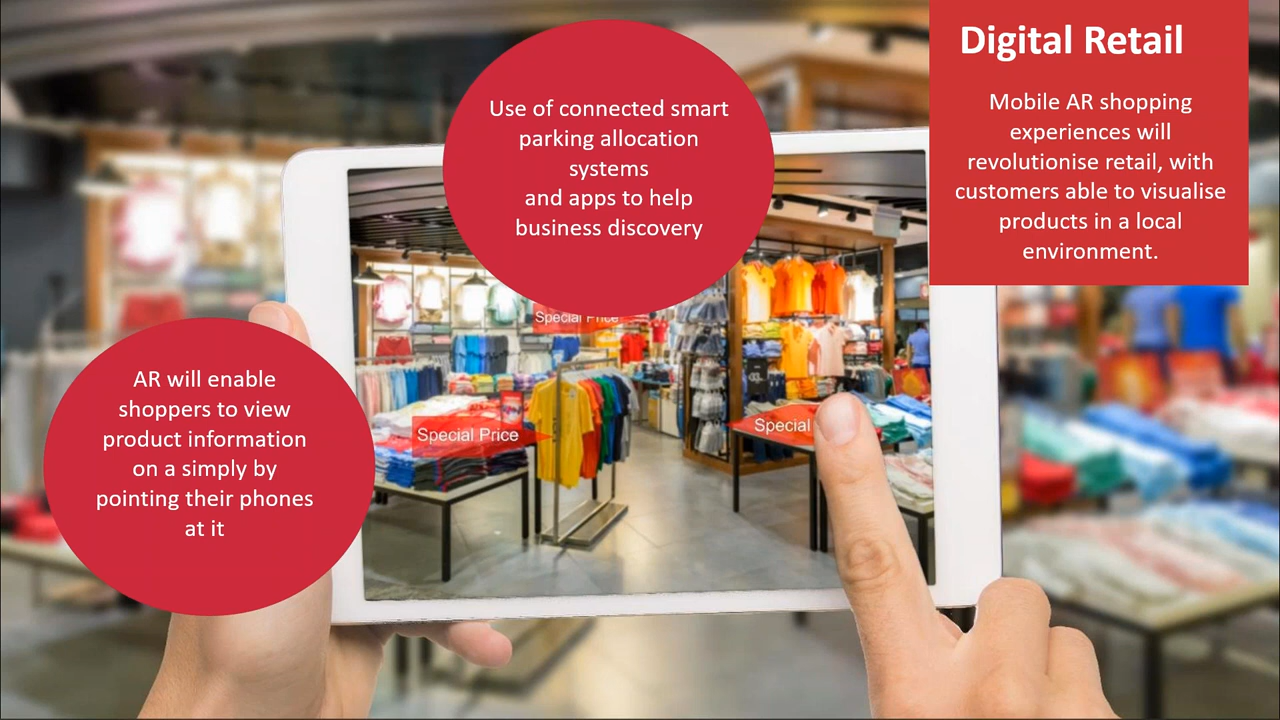 Digital Retail
Mobile AR shopping
experiences will
revolutionise retail, with
customers able to visualise
products in a local
environment.
Use of connected smart
parking allocation
systems
and apps to help
business discovery
AR will enable
shoppers to view
product information
on a simply by
pointing their phones
at it
Special Price
Special Price
Special